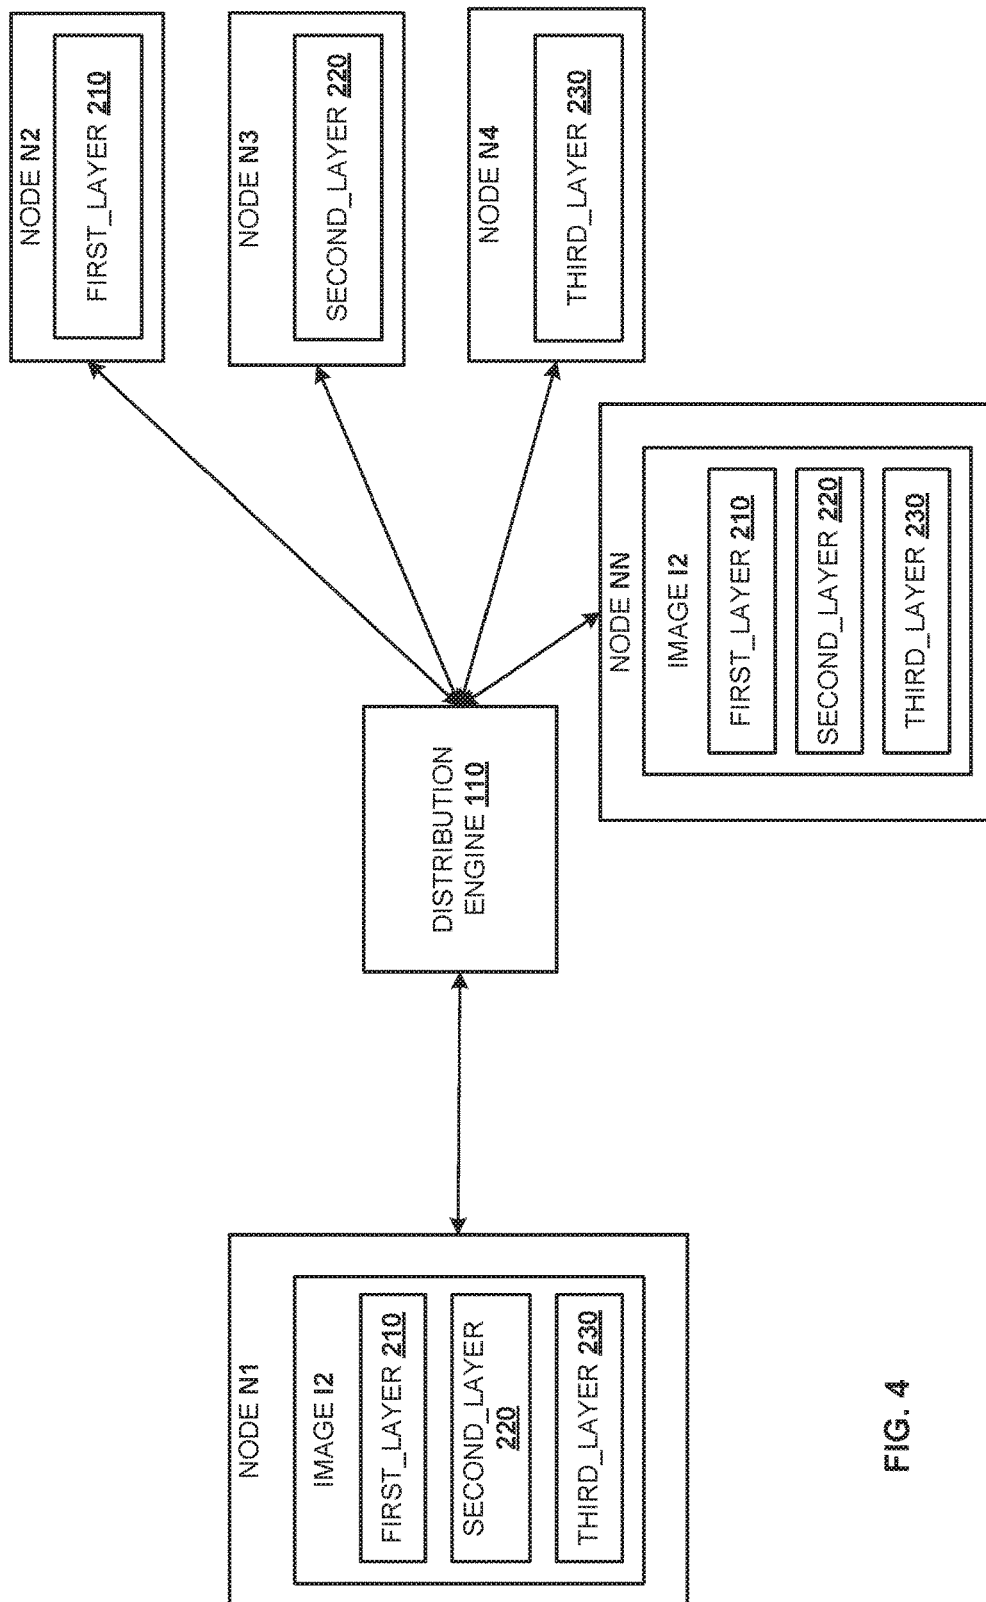 NODE N1
IMAGE I2
FIRST_LAYER 210
SECOND_LAYER
220
THIRD_LAYER 230
DISTRIBUTION
ENGINE 110
NODE N2
FIRST_LAYER 210
NODE N3
SECOND_LAYER 220
NODE N4
THIRD_LAYER 230
NODE NN
IMAGE I2
FIRST_LAYER 210
SECOND_LAYER 220
THIRD_LAYER 230
FIG. 4